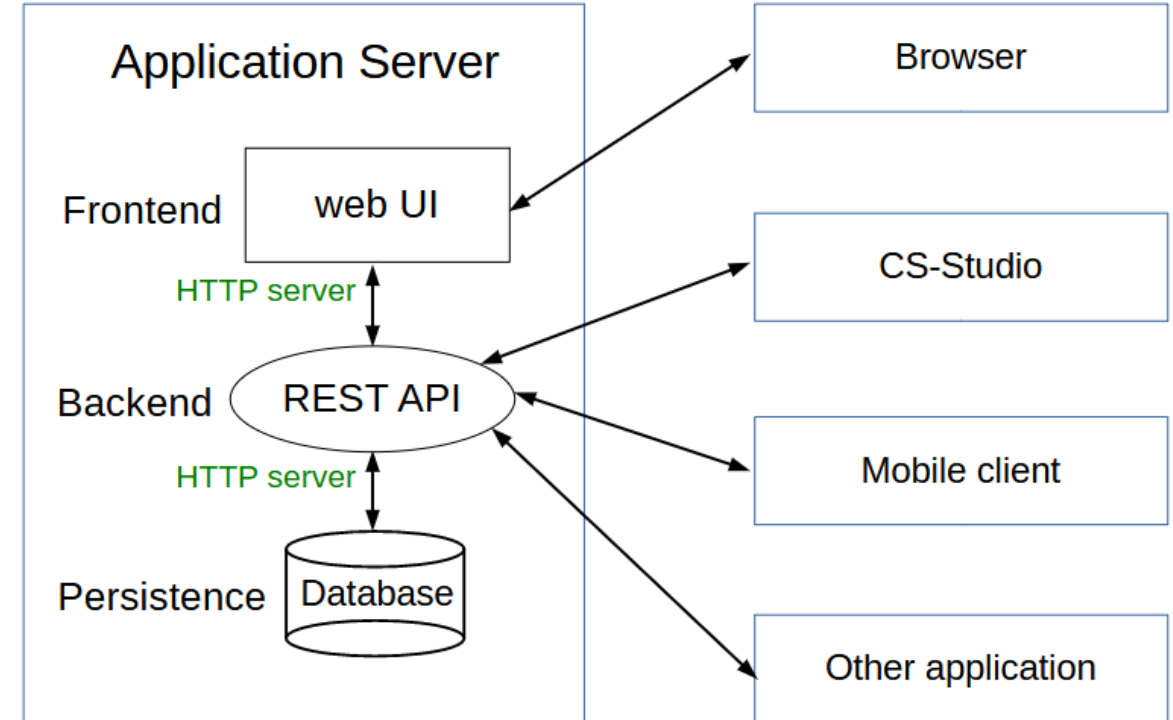 Application Server
Frontend
web UI
HTTP server
Backend
REST API
HTTP server
Persistence
Database
Browser
CS-Studio
Mobile client
Other application